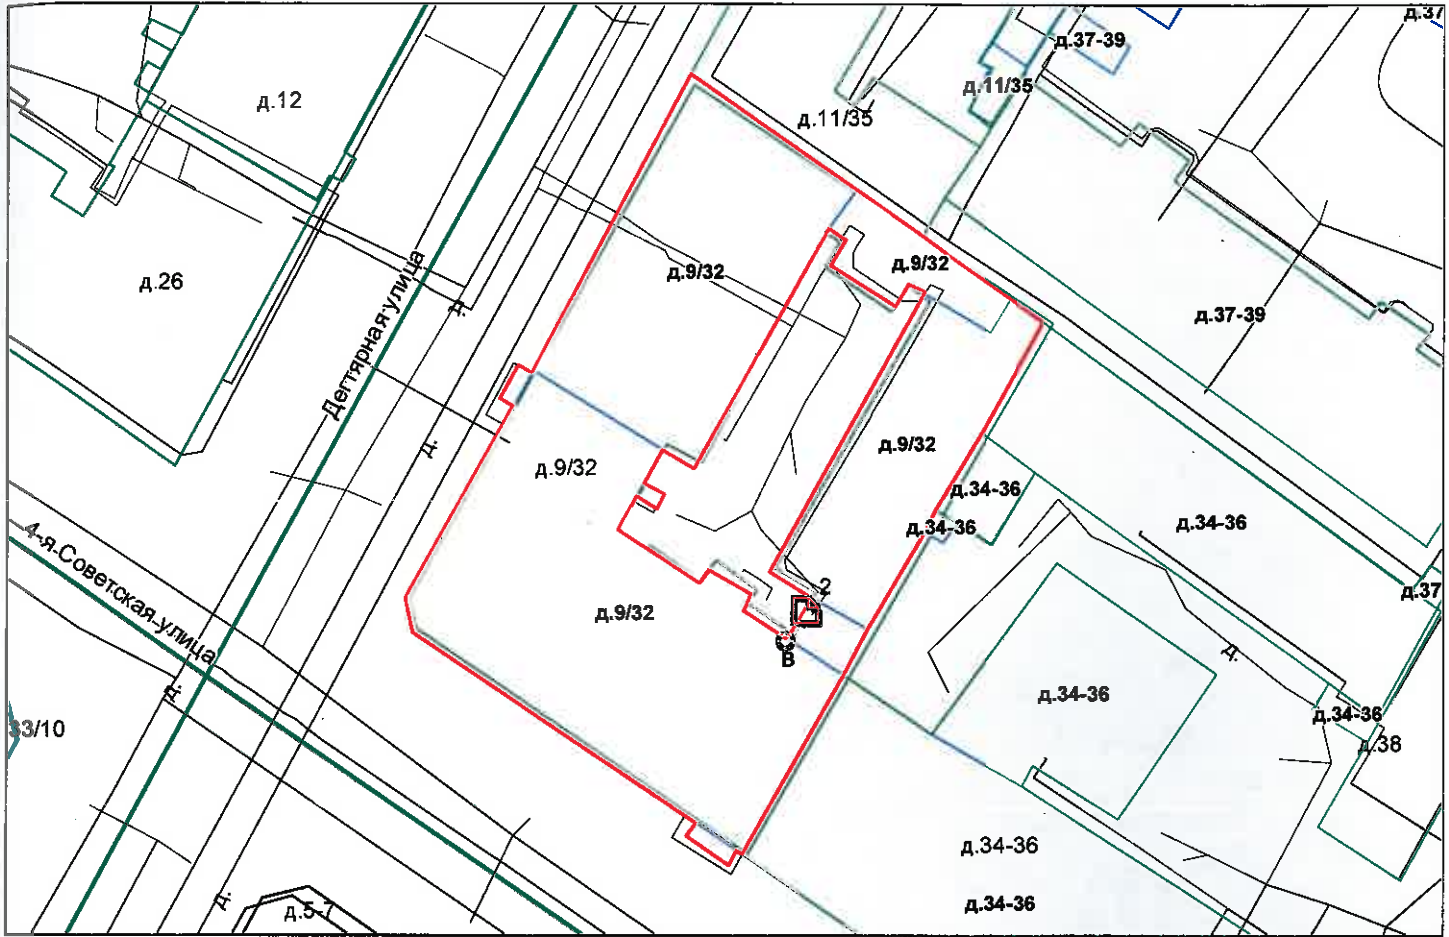 д.37
д.37-39
д.11/35
д.12
д.11/35
д.26
Дегтярная улица
д.9/32
д.9/32
д.
д.37-39
д.9/32
д.
д.9/32
д.34-36
д.34-36
д.34-36
4-я Советская улица
2
д.37
д.9/32
В
д.
д.
д.34-36
д.34-36
33/10
д.38
д.34-36
д.
д.5-7
д.34-36